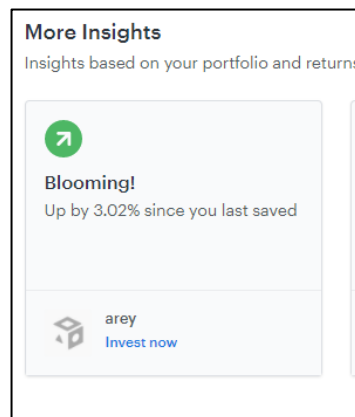 More Insights
Insights based on your portfolio and returns
Blooming!
Up by 3.02% since you last saved
arey
Invest now